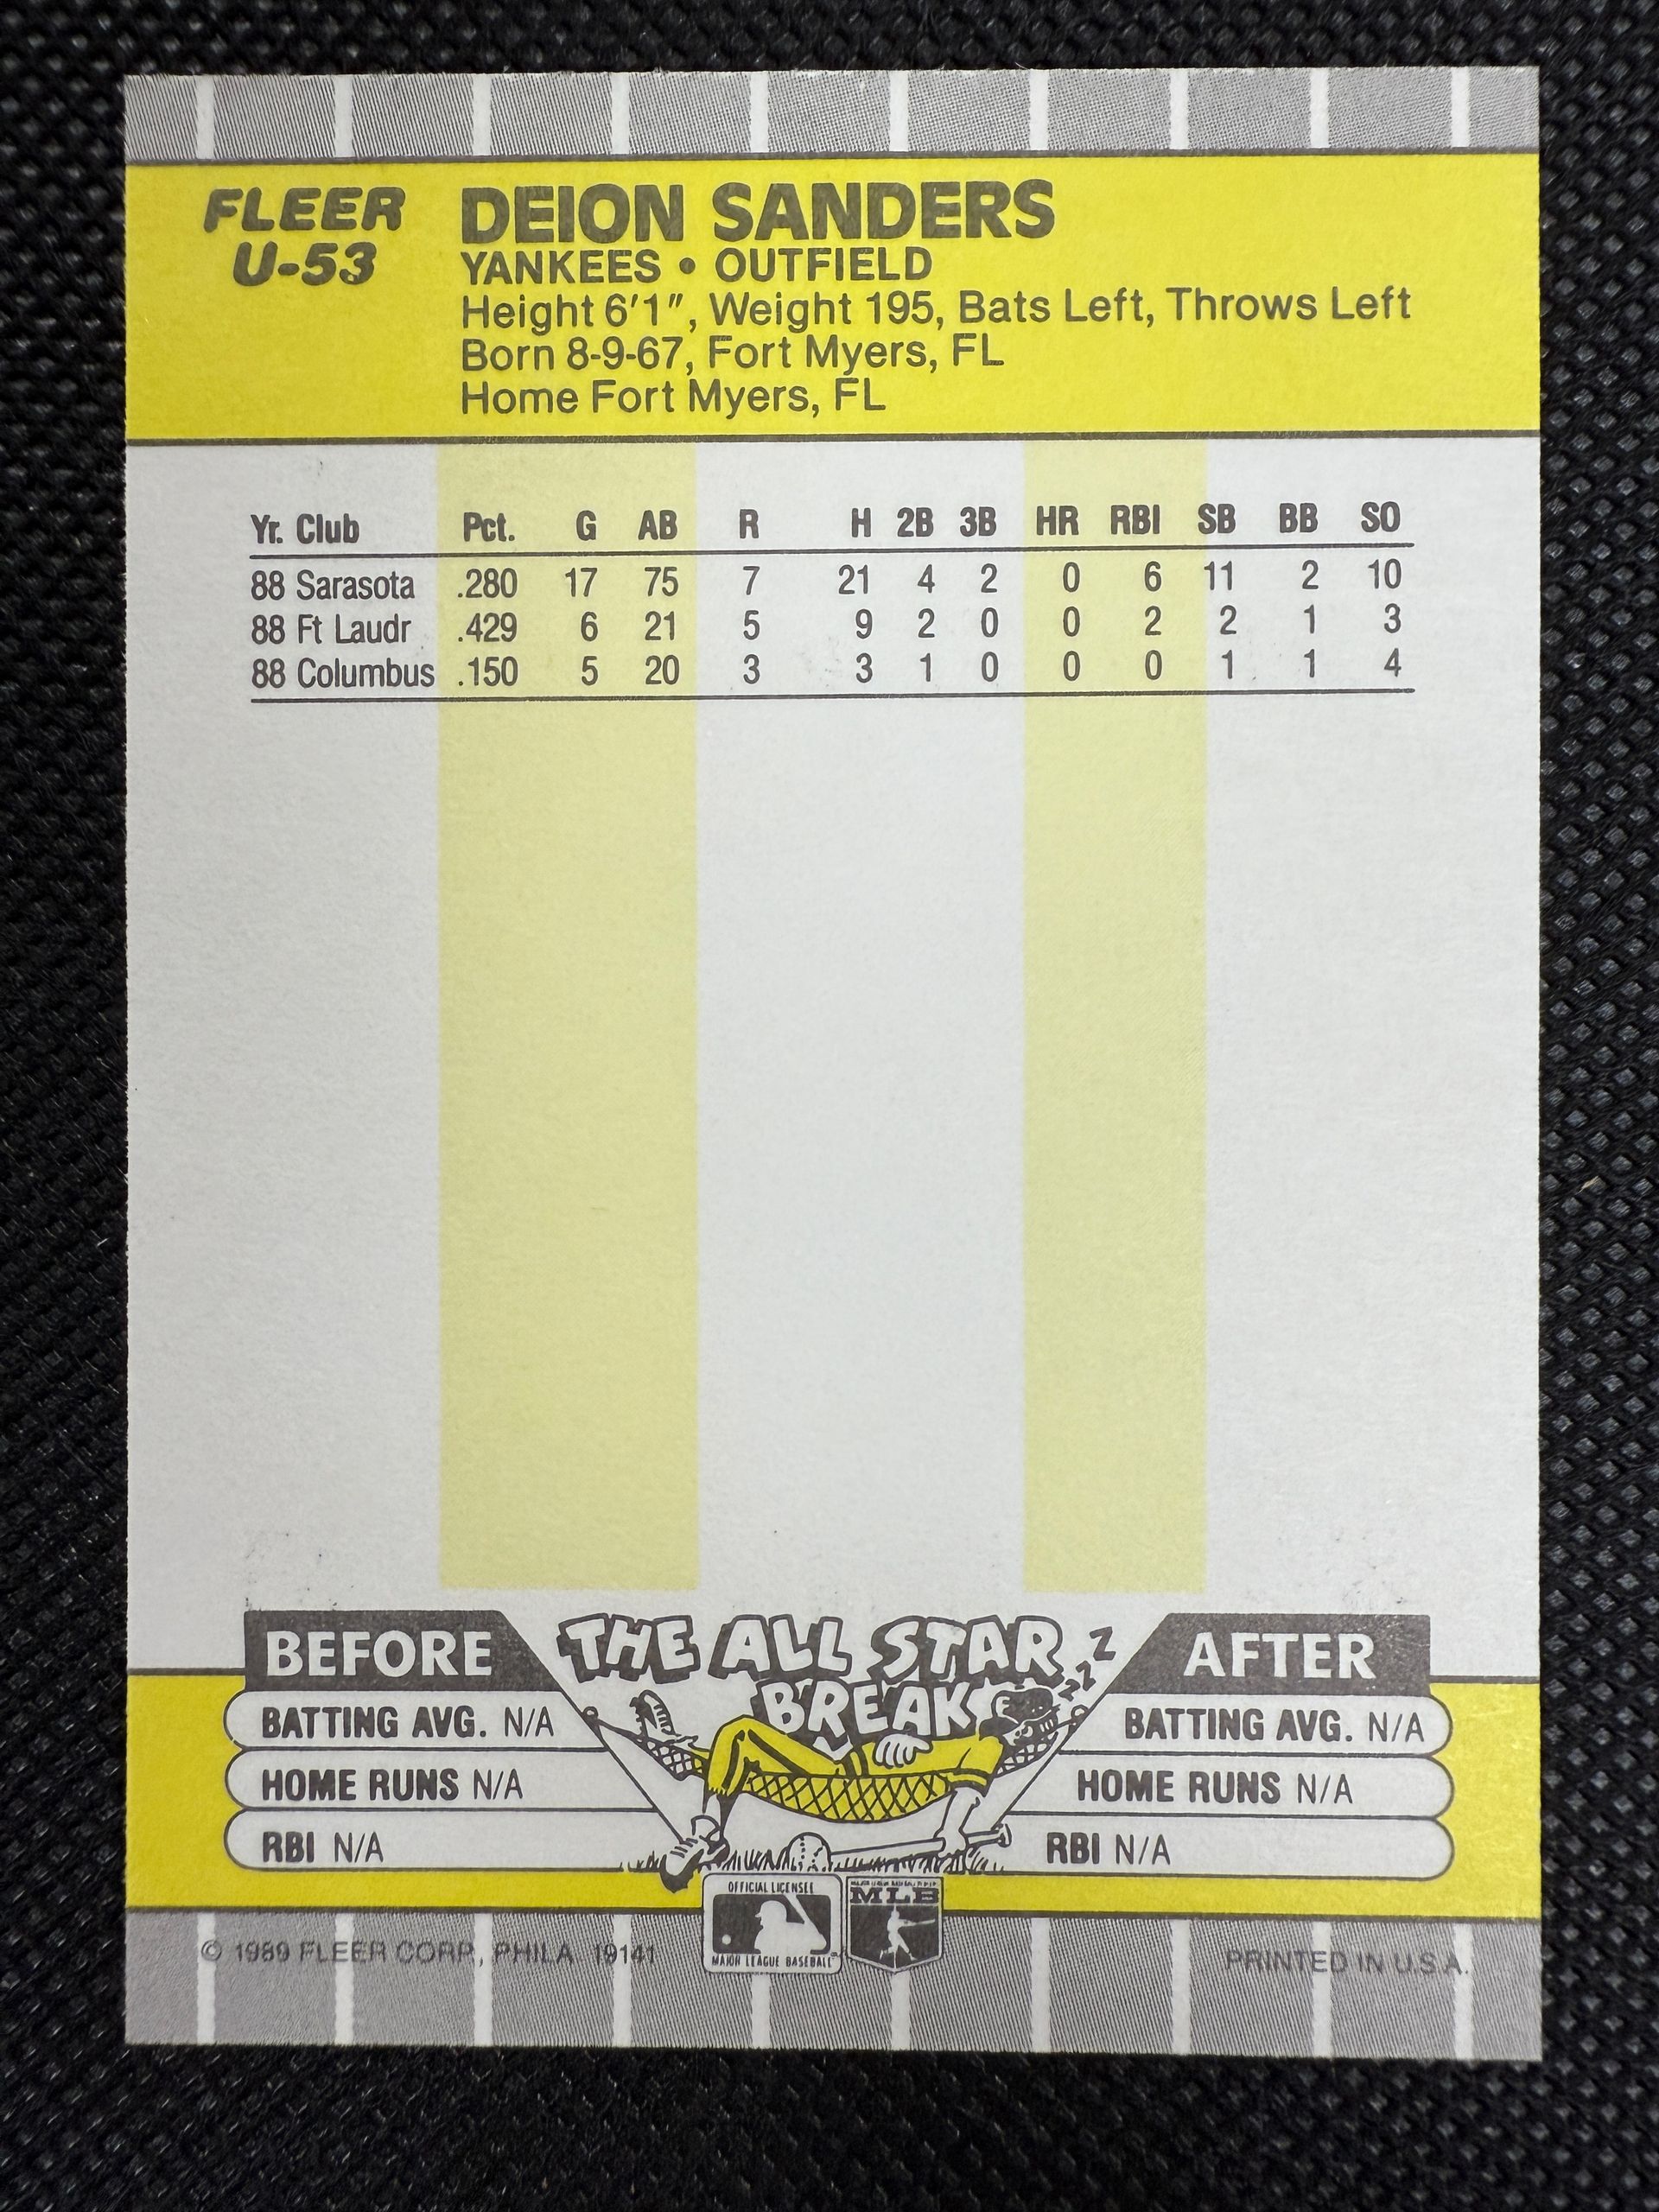 FLEER
U-53
DEION SANDERS
YANKEES • OUTFIELD
Height 6'1", Weight 195, Bats Left, Throws Left
Born 8-9-67, Fort Myers, FL
Home Fort Myers, FL
Yr. Club Pct. G AB R H 2B 3B HR RBI SB BB SO
88 Sarasota .280 17 75 7 21 4 2 0 6 11 2 10
88 Ft Laudr .429 6 21 5 9 2 0 0 2 2 1 3
88 Columbus .150 5 20 3 3 1 0 0 0 1 1 4
BEFORE
BATTING AVG. N/A
HOME RUNS N/A
RBI N/A
THE ALL STAR
BREAK
ZZZZ
AFTER
BATTING AVG. N/A
HOME RUNS N/A
RBI N/A
OFFICIAL LICENSEE
MAJOR LEAGUE BASEBALL
MLB
© 1989 FLEER CORP., PHILA. 19141
PRINTED IN U.S.A.